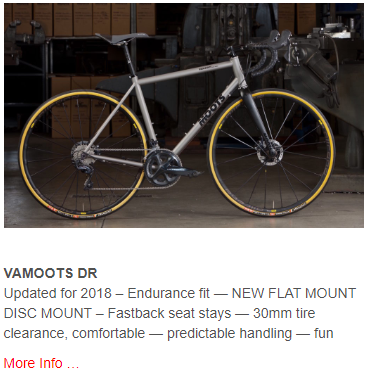 MOOTS
VAMOOTS DR
Updated for 2018 – Endurance fit — NEW FLAT MOUNT
DISC MOUNT – Fastback seat stays — 30mm tire
clearance, comfortable — predictable handling — fun
More Info …